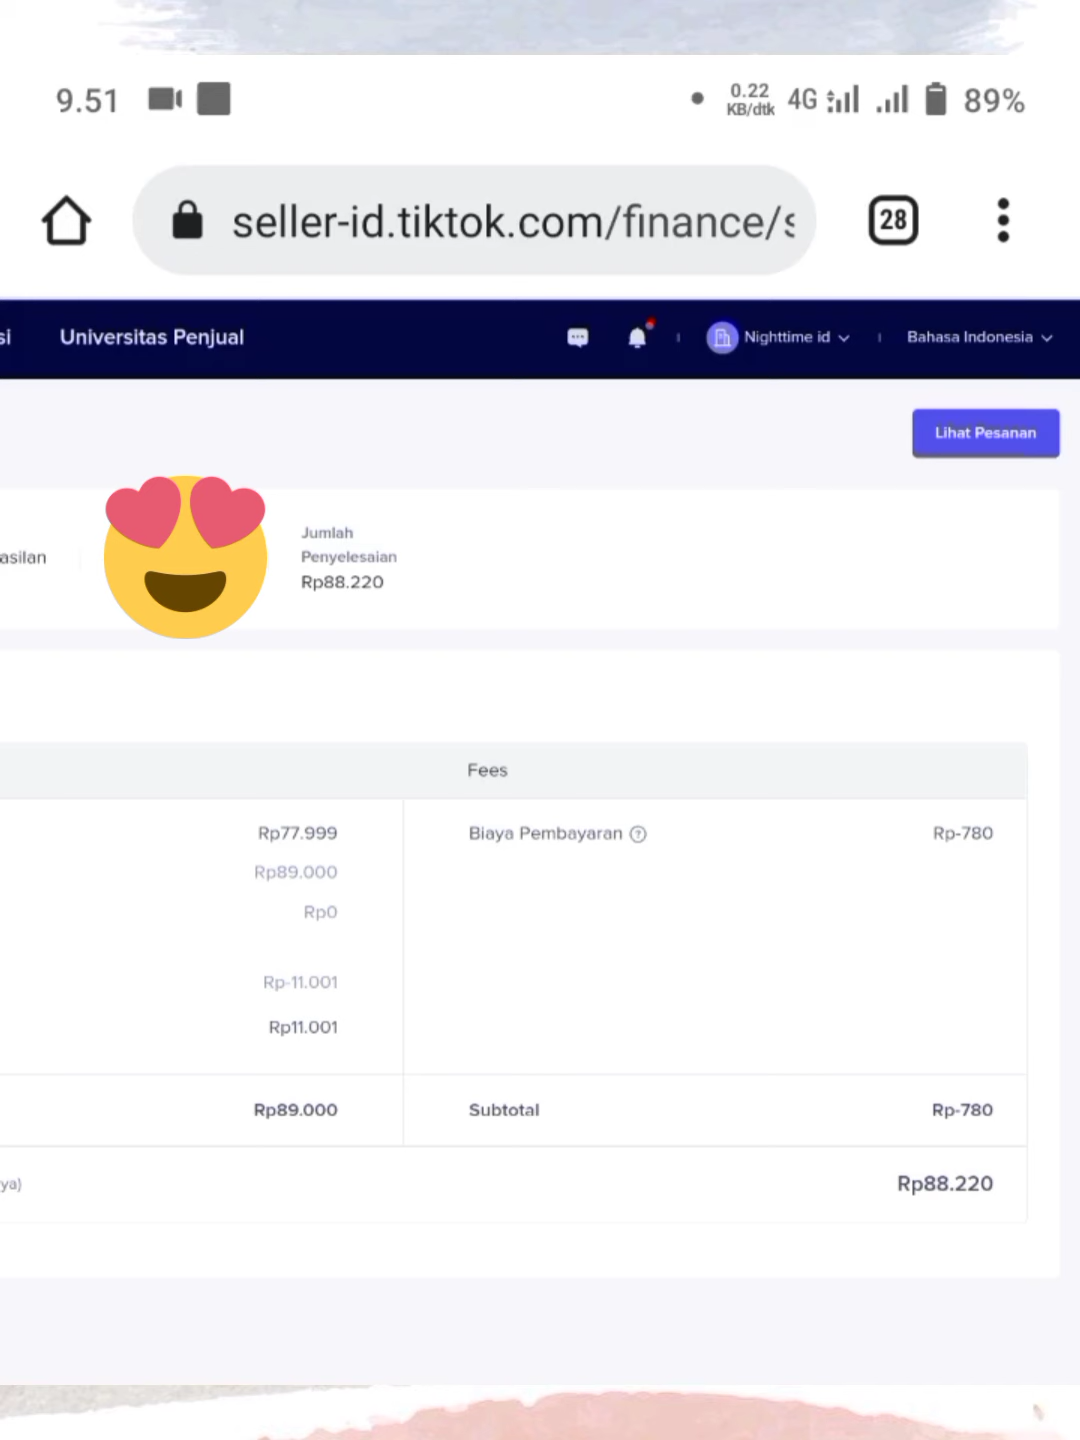 9.51
0.22
KB/dtk
4G
89%
seller-id.tiktok.com/finance/s
28
si
Universitas Penjual
Nighttime id
Bahasa Indonesia
Lihat Pesanan
asilan
Jumlah
Penyelesaian
Rp88.220
Fees
Rp77.999
Biaya Pembayaran ?
Rp-780
Rp89.000
Rp0
Rp-11.001
Rp11.001
Rp89.000
Subtotal
Rp-780
ya)
Rp88.220